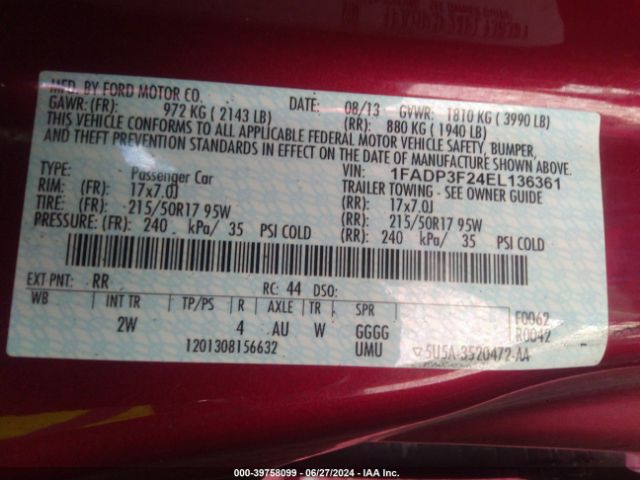 MFD. BY FORD MOTOR CO.
DATE: 08/13 GVWR: 1810 KG ( 3990 LB)
GAWR: (FR): 972 KG ( 2143 LB) (RR): 880 KG ( 1940 LB)
THIS VEHICLE CONFORMS TO ALL APPLICABLE FEDERAL MOTOR VEHICLE SAFETY, BUMPER,
AND THEFT PREVENTION STANDARDS IN EFFECT ON THE DATE OF MANUFACTURE SHOWN ABOVE.
VIN: 1FADP3F24EL136361
TYPE: Passenger Car TRAILER TOWING - SEE OWNER GUIDE
RIM: (FR) 17x7.0J (RR): 17x7.0J
TIRE: (FR) 215/50R17 95W (RR) 215/50R17 95W
PRESSURE: (FR) 240 kPa/ 35 PSI COLD (RR) 240 kPa/ 35 PSI COLD
EXT PNT: RR RC: 44 DSO:
WB INT TR TP/PS R AXLE TR SPR
2W 4 AU W GGGG
1201308156632 UMU
F0062
R0042
5U5A-3520472-AA
000-39758099 - 06/27/2024 - IAA Inc.